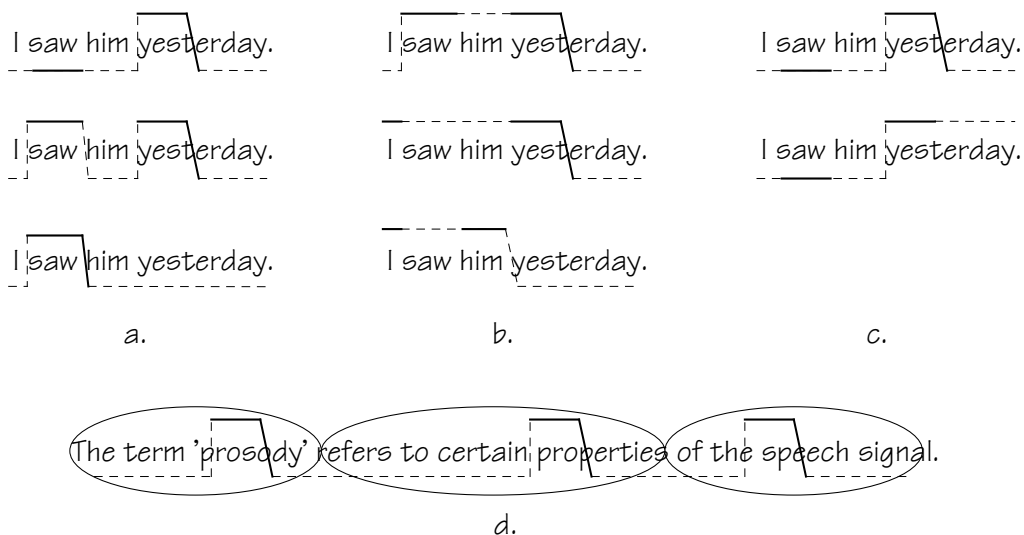 I saw him yesterday.
I saw him yesterday.
I saw him yesterday.
a.
I saw him yesterday.
I saw him yesterday.
I saw him yesterday.
b.
I saw him yesterday.
I saw him yesterday.
c.
The term 'prosody' refers to certain properties of the speech signal.
d.